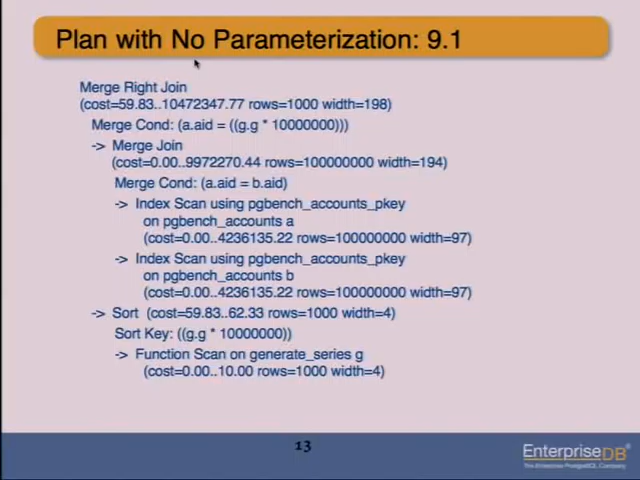 Plan with No Parameterization: 9.1
Merge Right Join
(cost=59.83..10472347.77 rows=1000 width=198)
Merge Cond: (a.aid = ((g.g * 10000000)))
-> Merge Join
(cost=0.00..9972270.44 rows=100000000 width=194)
Merge Cond: (a.aid = b.aid)
-> Index Scan using pgbench_accounts_pkey
on pgbench_accounts a
(cost=0.00..4236135.22 rows=100000000 width=97)
-> Index Scan using pgbench_accounts_pkey
on pgbench_accounts b
(cost=0.00..4236135.22 rows=100000000 width=97)
-> Sort (cost=59.83..62.33 rows=1000 width=4)
Sort Key: ((g.g * 10000000))
-> Function Scan on generate_series g
(cost=0.00..10.00 rows=1000 width=4)
13
EnterpriseDB
The Enterprise PostgreSQL Company